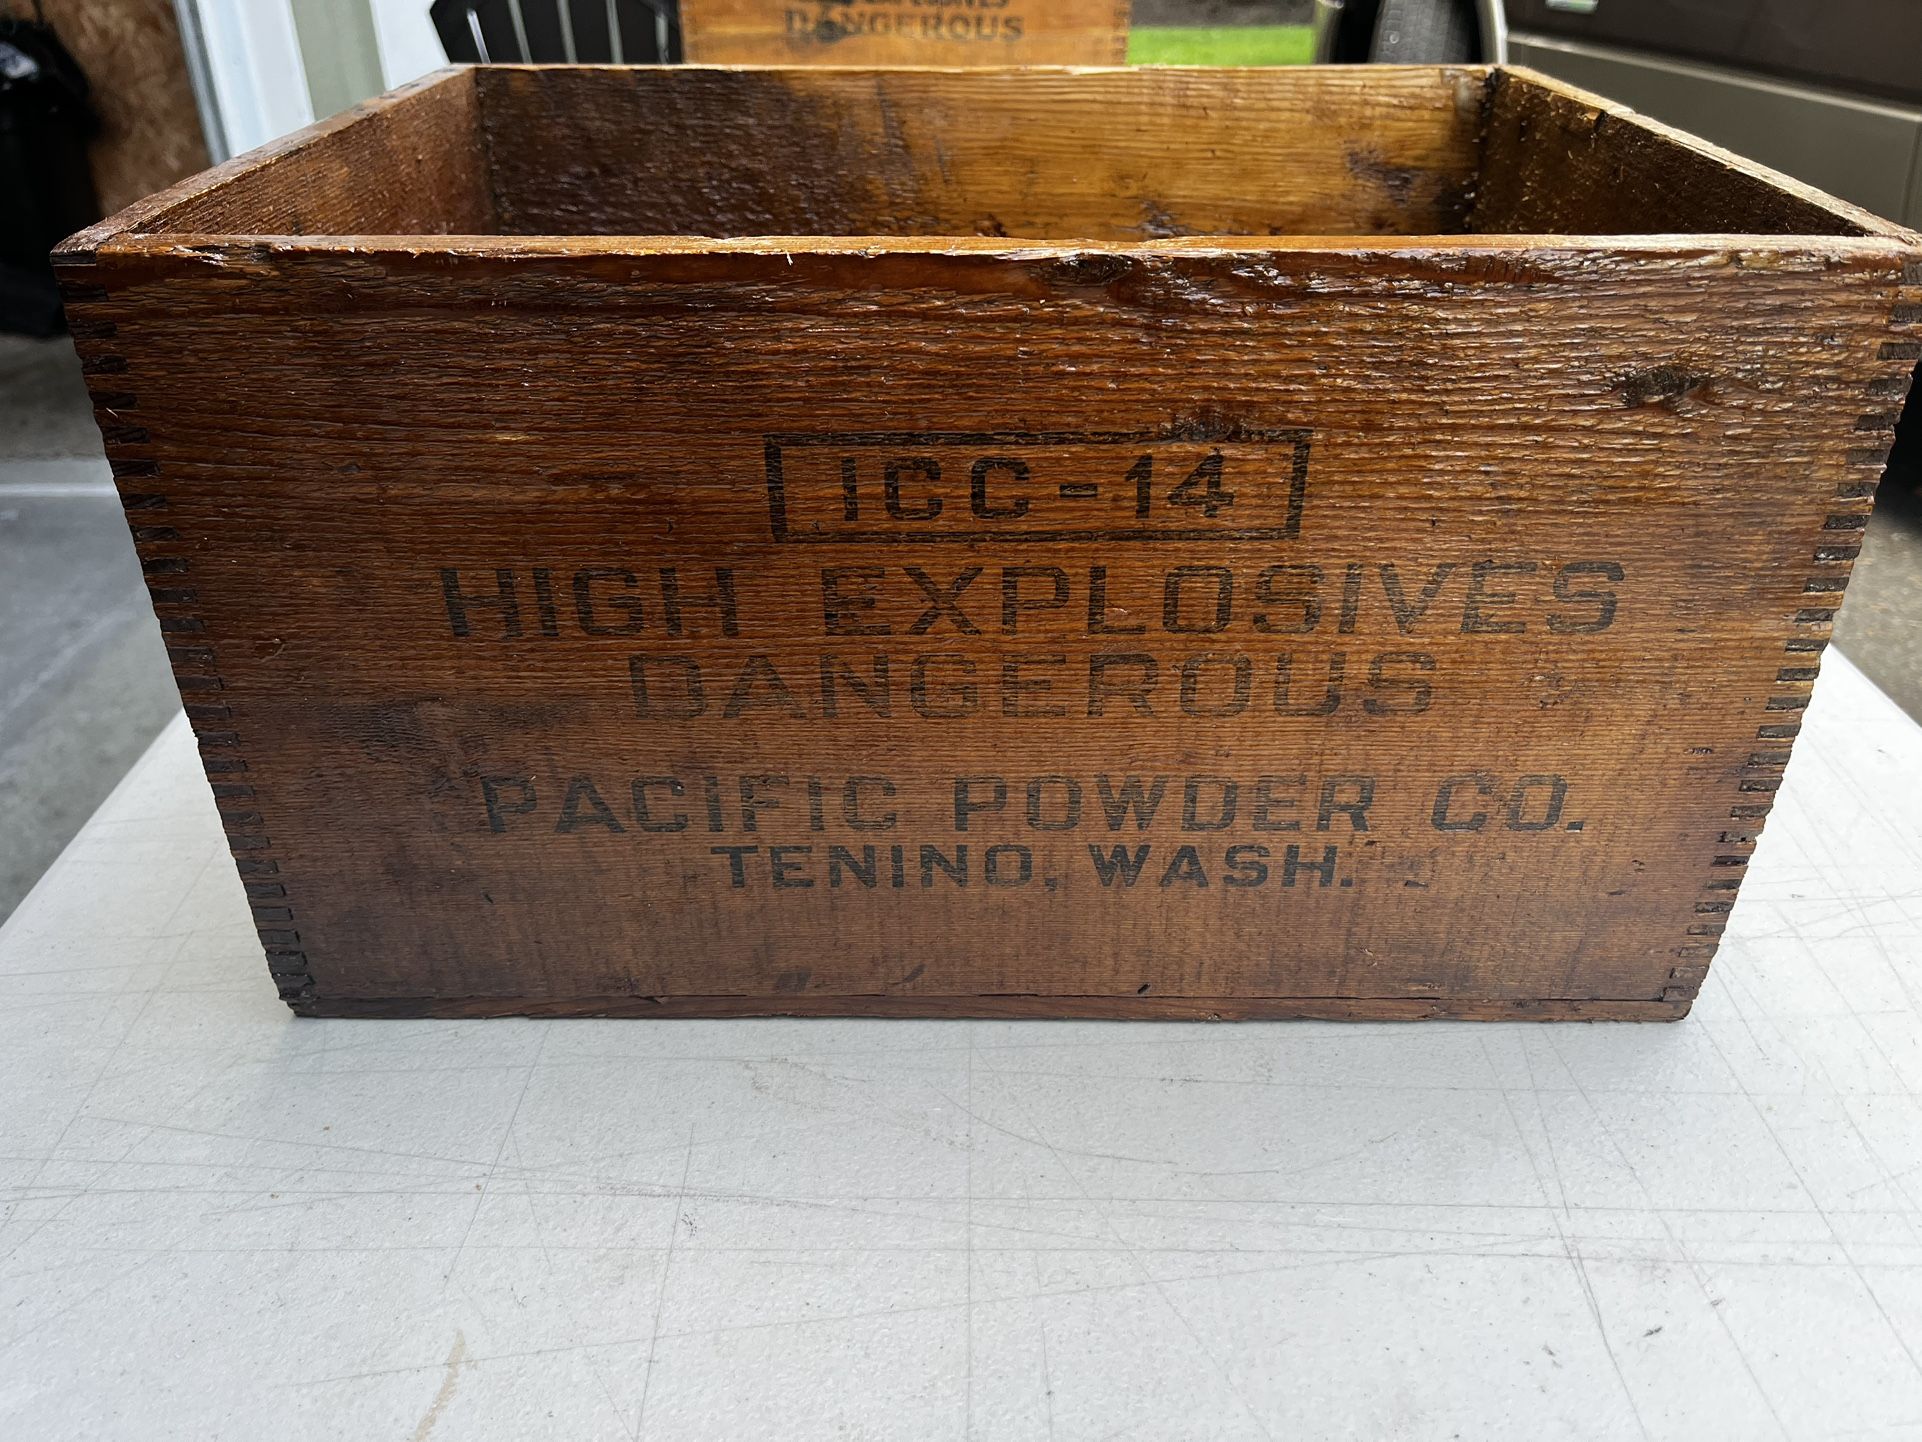 DANGEROUS
ICC-14
HIGH EXPLOSIVES
DANGEROUS
PACIFIC POWDER CO.
TENINO, WASH.